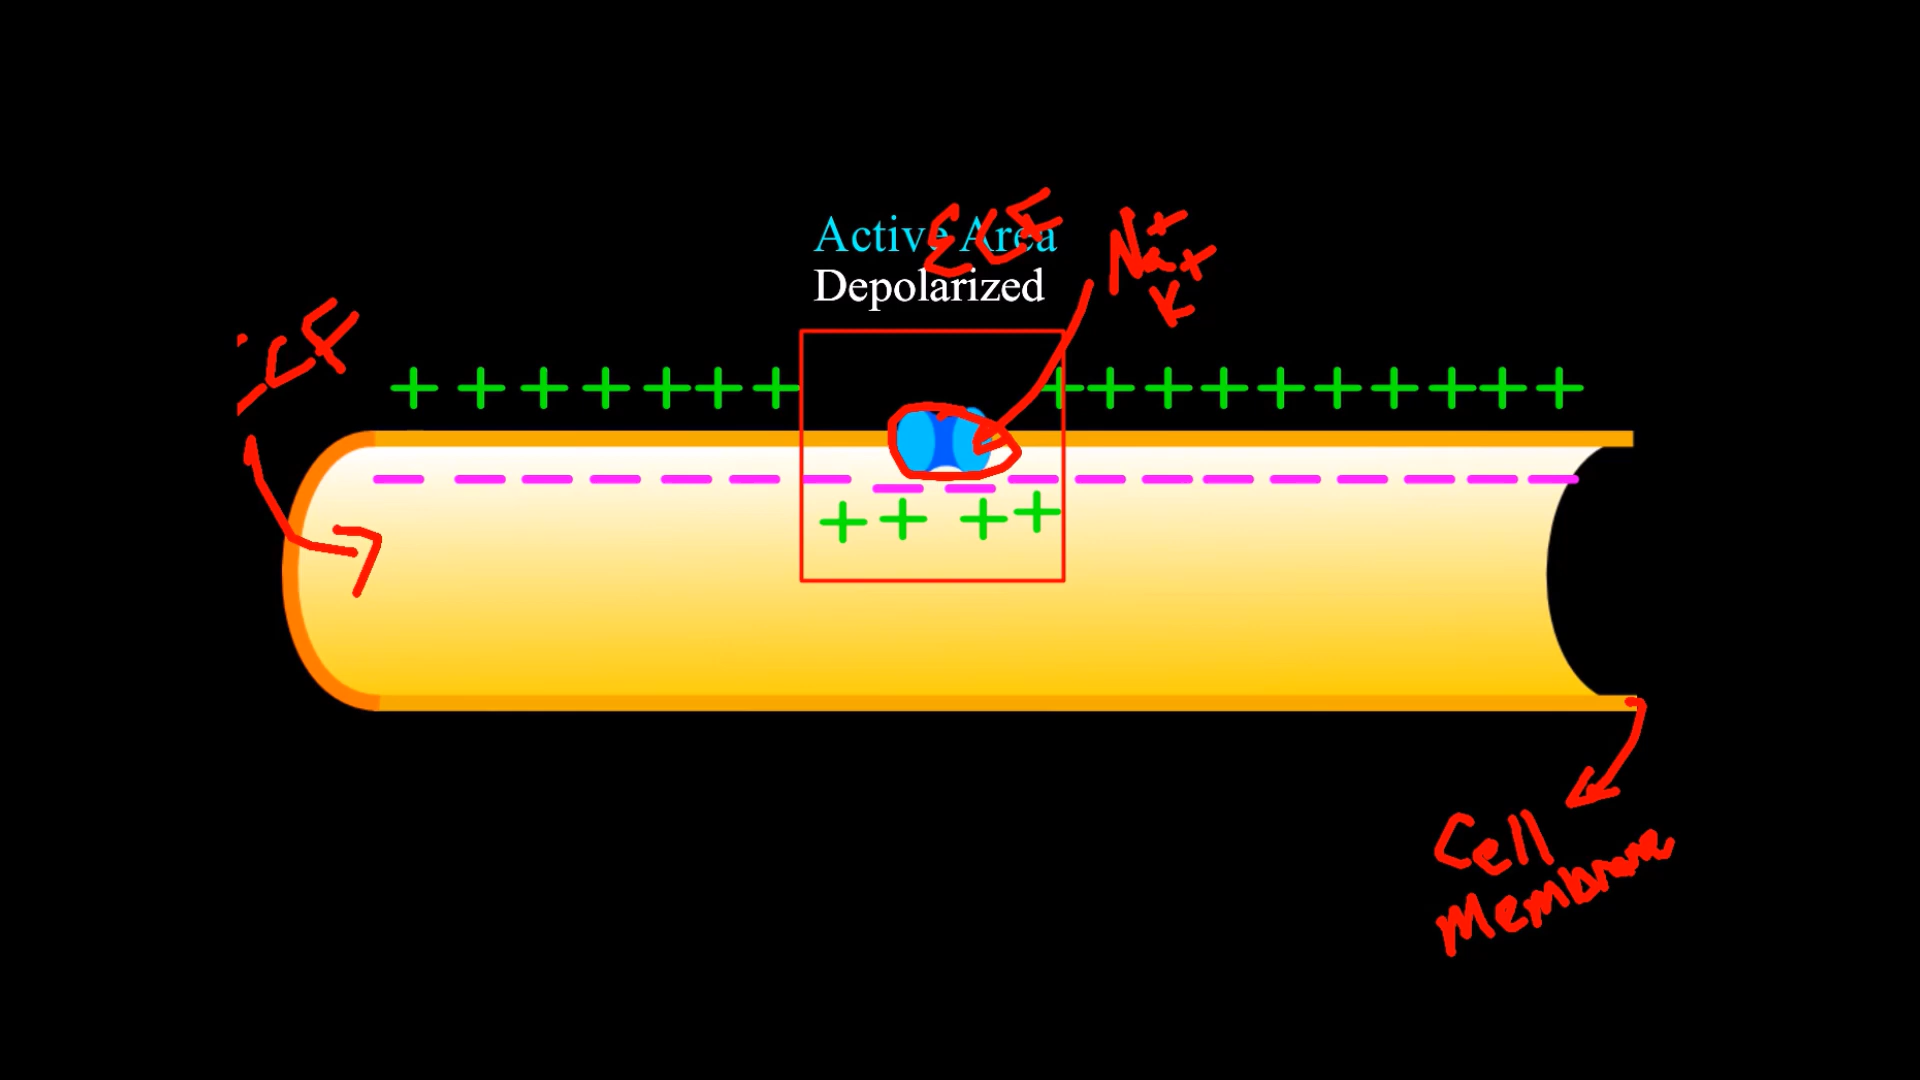 Active Area
ECF
Na+
Depolarized
ICF
Cell
Membrane